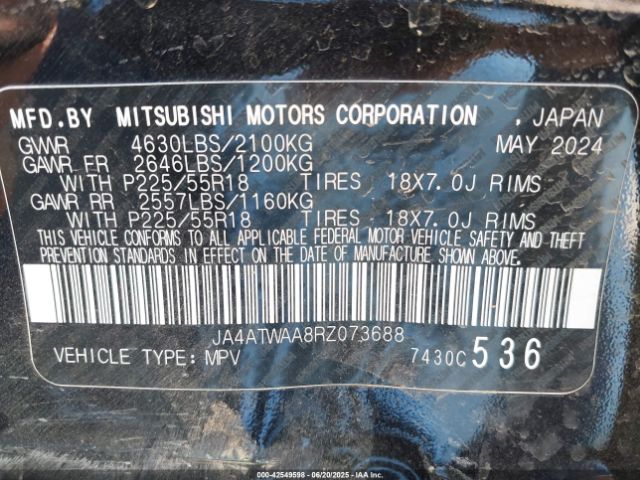 MFD.BY MITSUBISHI MOTORS CORPORATION . JAPAN
GVWR 4630LBS/2100KG MAY 2024
GAWR FR 2646LBS/1200KG
WITH P225/55R18 TIRES, 18X7.0J RIMS
GAWR RR 2557LBS/1160KG
WITH P225/55R18 TIRES, 18X7.0J RIMS
THIS VEHICLE CONFORMS TO ALL APPLICABLE FEDERAL MOTOR VEHICLE SAFETY AND THEFT
PREVENTION STANDARDS IN EFFECT ON THE DATE OF MANUFACTURE SHOWN ABOVE.
JA4ATWAA8RZ073688
VEHICLE TYPE: MPV 7430C 536
000-42549598 - 06/20/2025 - IAA Inc.